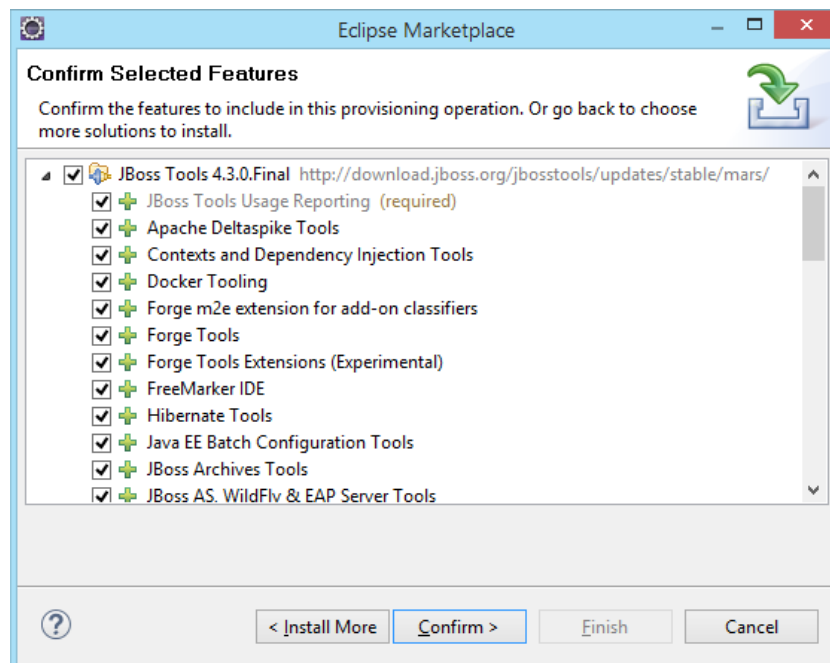 Eclipse Marketplace
Confirm Selected Features
Confirm the features to include in this provisioning operation. Or go back to choose
more solutions to install.
JBoss Tools 4.3.0.Final http://download.jboss.org/jbosstools/updates/stable/mars/
JBoss Tools Usage Reporting (required)
Apache Deltaspike Tools
Contexts and Dependency Injection Tools
Docker Tooling
Forge m2e extension for add-on classifiers
Forge Tools
Forge Tools Extensions (Experimental)
FreeMarker IDE
Hibernate Tools
Java EE Batch Configuration Tools
JBoss Archives Tools
JBoss AS, WildFly & EAP Server Tools
? < Install More Confirm > Finish Cancel